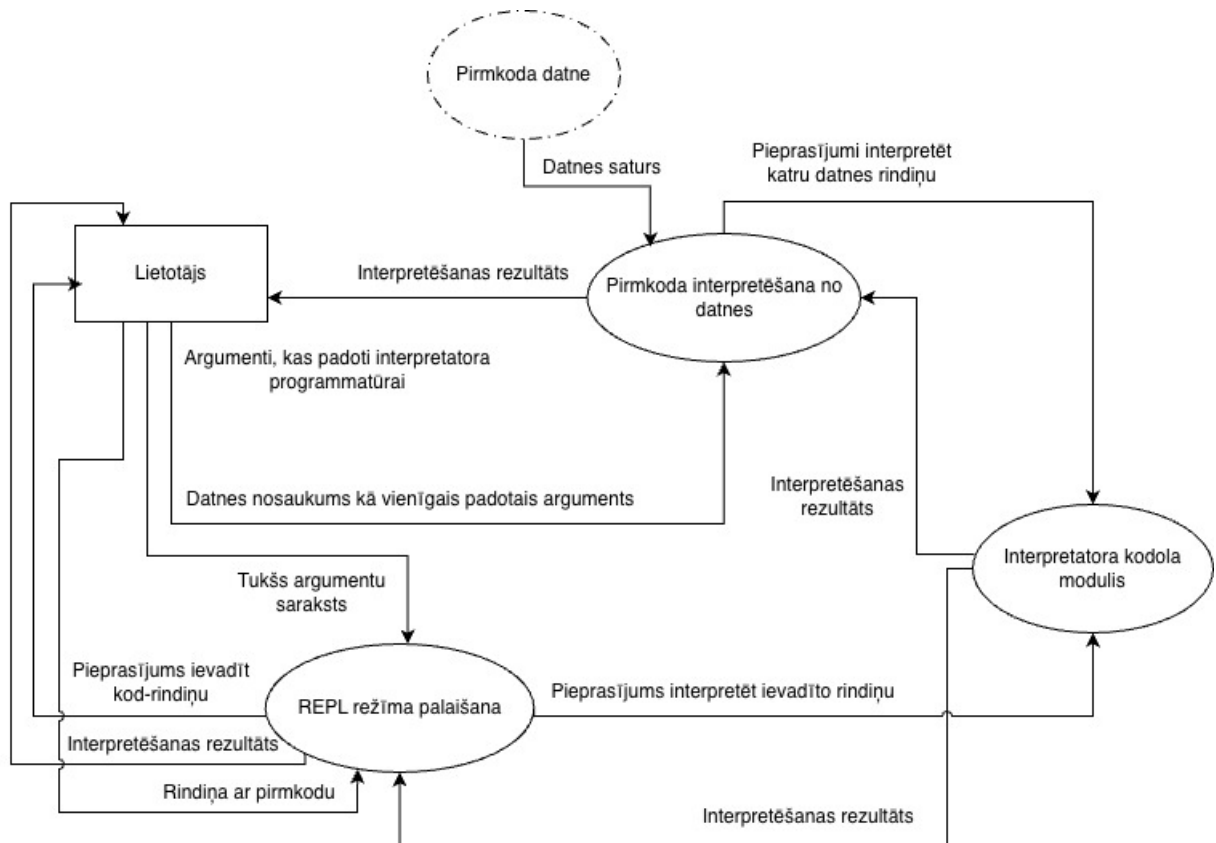 Pirmkoda datne
Datnes saturs
Pieprasījumi interpretēt
katru datnes rindiņu
Lietotājs
Interpretēšanas rezultāts
Pirmkoda interpretēšana no
datnes
Argumenti, kas padoti interpretatora
programmatūrai
Datnes nosaukums kā vienīgais padotais arguments
Interpretēšanas
rezultāts
Interpretatora kodola
modulis
Tukšs argumentu
saraksts
Pieprasījums ievadīt
kod-rindiņu
REPL režīma palaišana
Pieprasījums interpretēt ievadīto rindiņu
Interpretēšanas rezultāts
Rindiņa ar pirmkodu
Interpretēšanas rezultāts